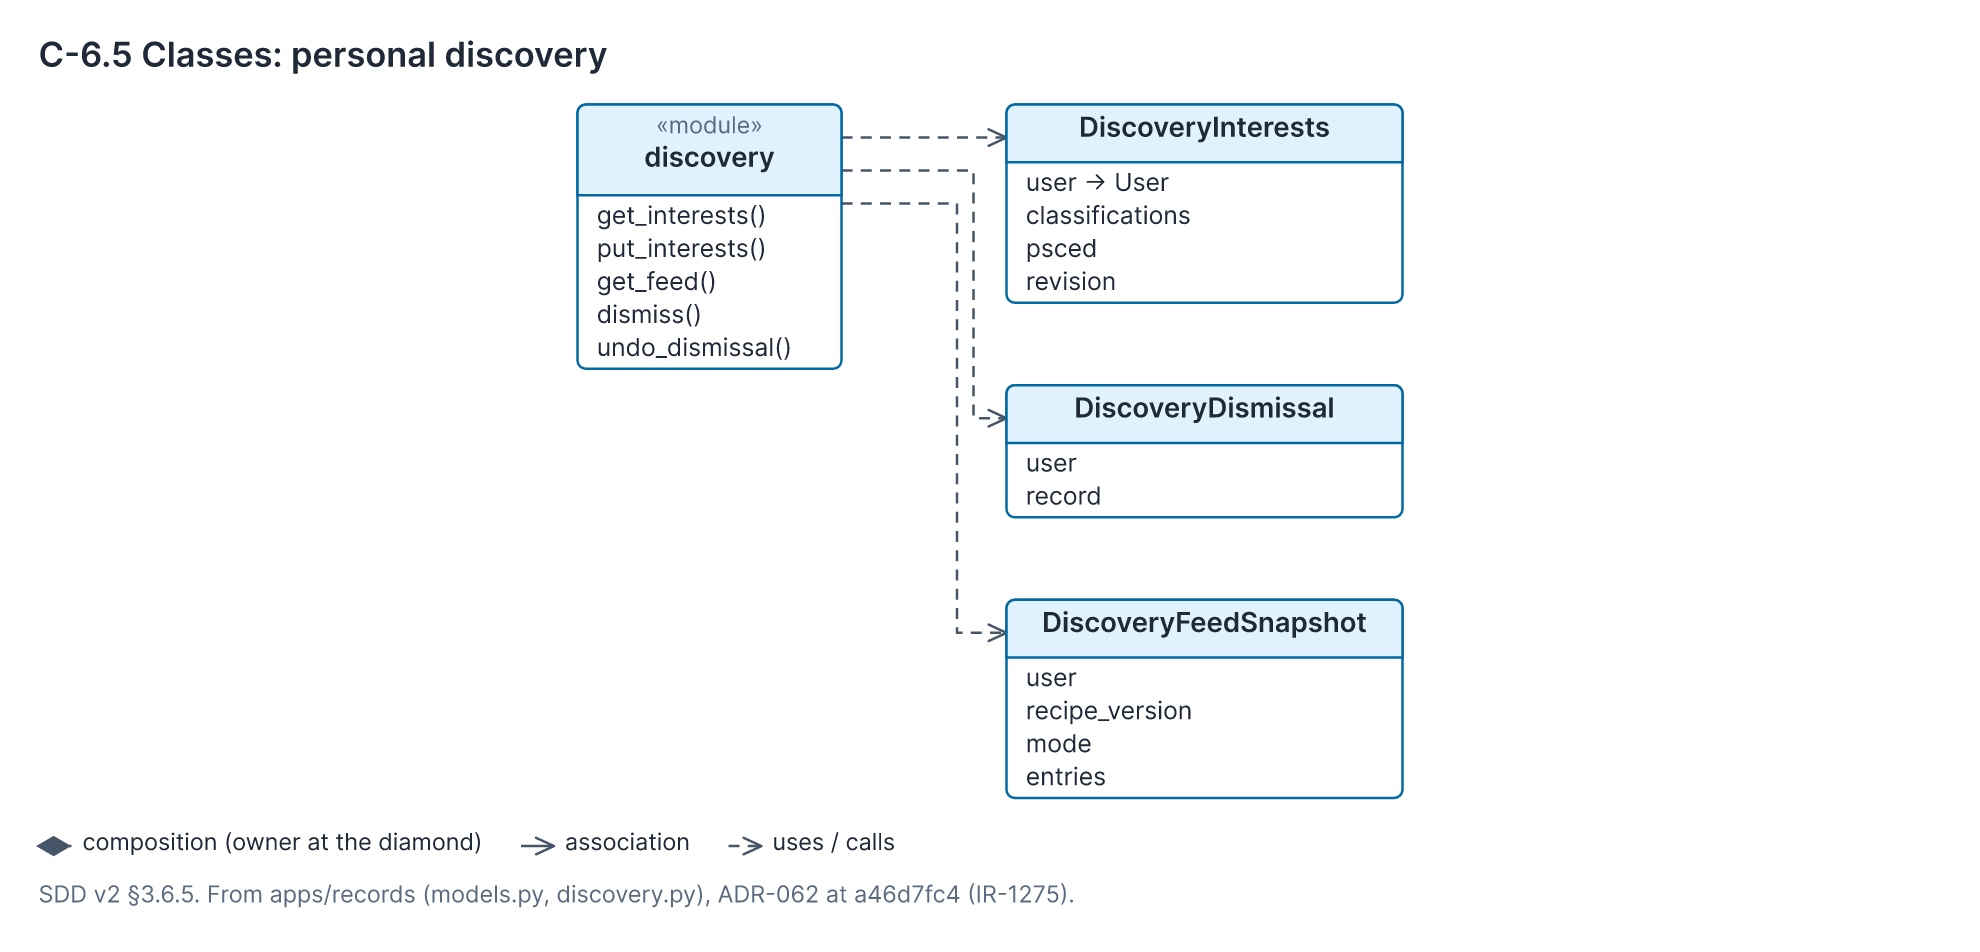 C-6.5 Classes: personal discovery
«module»
discovery
get_interests()
put_interests()
get_feed()
dismiss()
undo_dismissal()
DiscoveryInterests
user → User
classifications
psced
revision
DiscoveryDismissal
user
record
DiscoveryFeedSnapshot
user
recipe_version
mode
entries
composition (owner at the diamond)
association
uses / calls
SDD v2 §3.6.5. From apps/records (models.py, discovery.py), ADR-062 at a46d7fc4 (IR-1275).